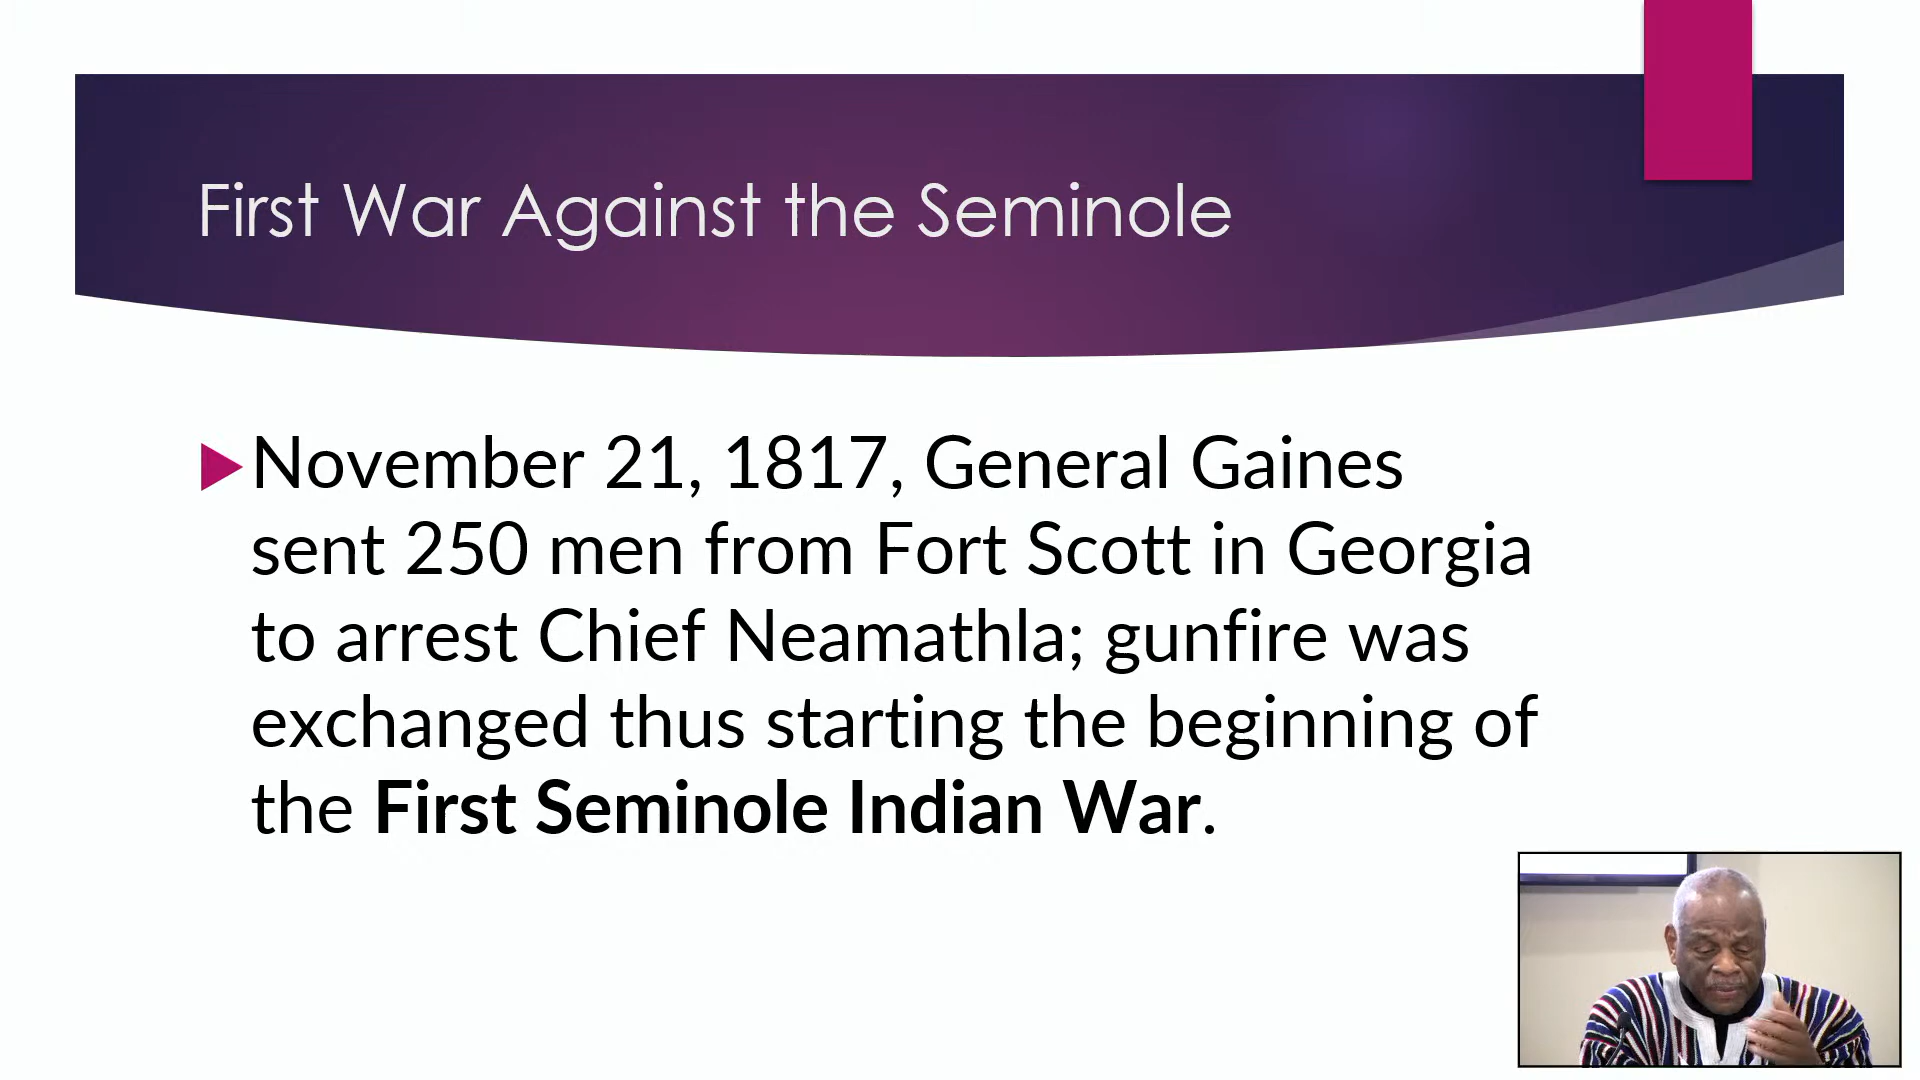 First War Against the Seminole
November 21, 1817, General Gaines
sent 250 men from Fort Scott in Georgia
to arrest Chief Neamathla; gunfire was
exchanged thus starting the beginning of
the First Seminole Indian War.